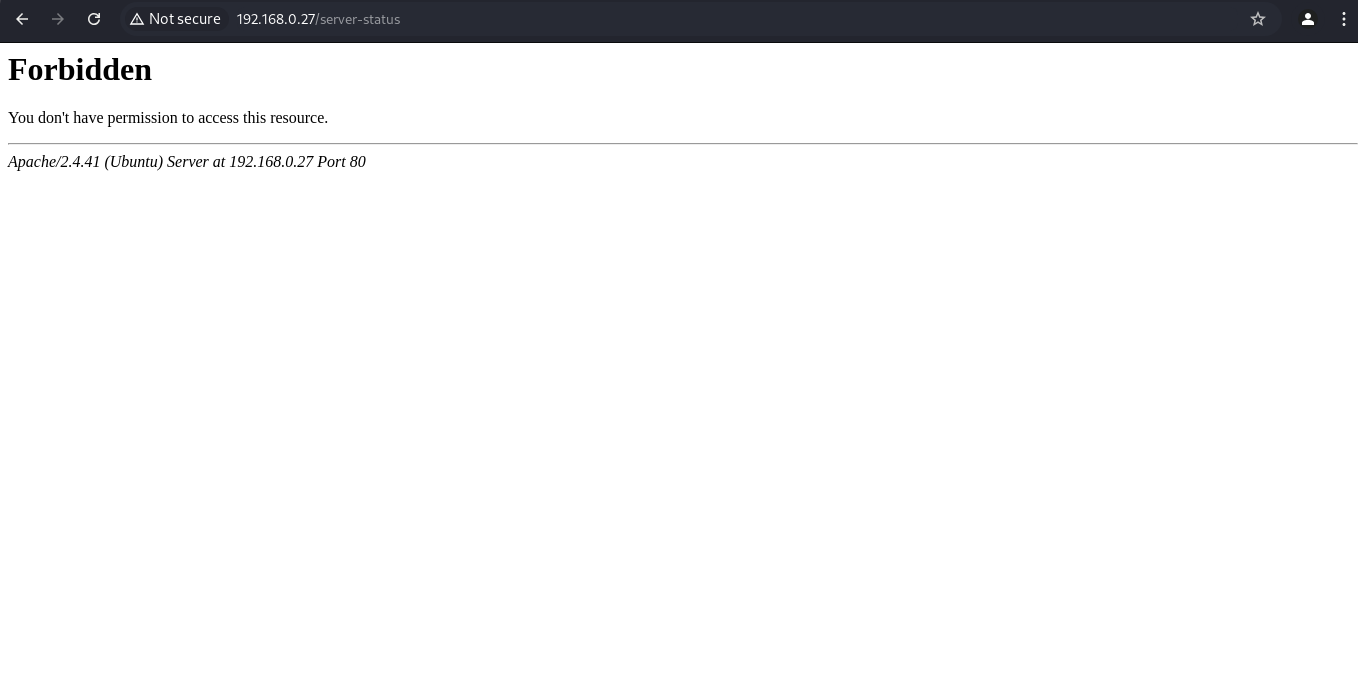 Not secure 192.168.0.27/server-status
Forbidden
You don't have permission to access this resource.
Apache/2.4.41 (Ubuntu) Server at 192.168.0.27 Port 80